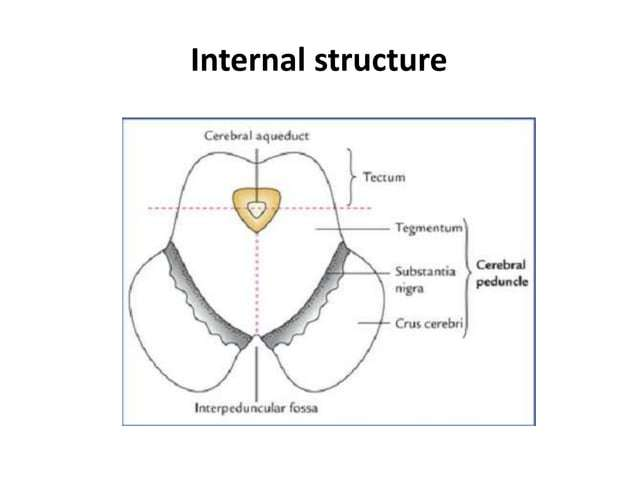 Internal structure
Cerebral aqueduct
Tectum
Tegmentum
Substantia
nigra
Cerebral
peduncle
Crus cerebri
Interpeduncular fossa